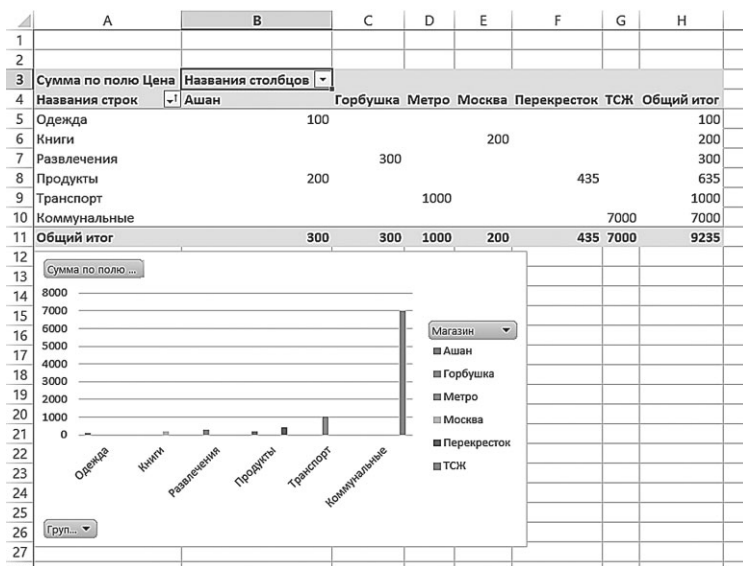 A B C D E F G H
1
2
3 Сумма по полю Цена Названия столбцов
4 Названия строк Ашан Горбушка Метро Москва Перекресток ТСЖ Общий итог
5 Одежда 100 100
6 Книги 200 200
7 Развлечения 300 300
8 Продукты 200 435 635
9 Транспорт 1000 1000
10 Коммунальные 7000 7000
11 Общий итог 300 300 1000 200 435 7000 9235
12
13
14
15
16
17
18
19
20
21
22
23
24
25
26
27
Сумма по полю ...
8000
7000
6000
5000
4000
3000
2000
1000
0
Одежда
Книги
Развлечения
Продукты
Транспорт
Коммунальные
Магазин
Ашан
Горбушка
Метро
Москва
Перекресток
ТСЖ
Груп...